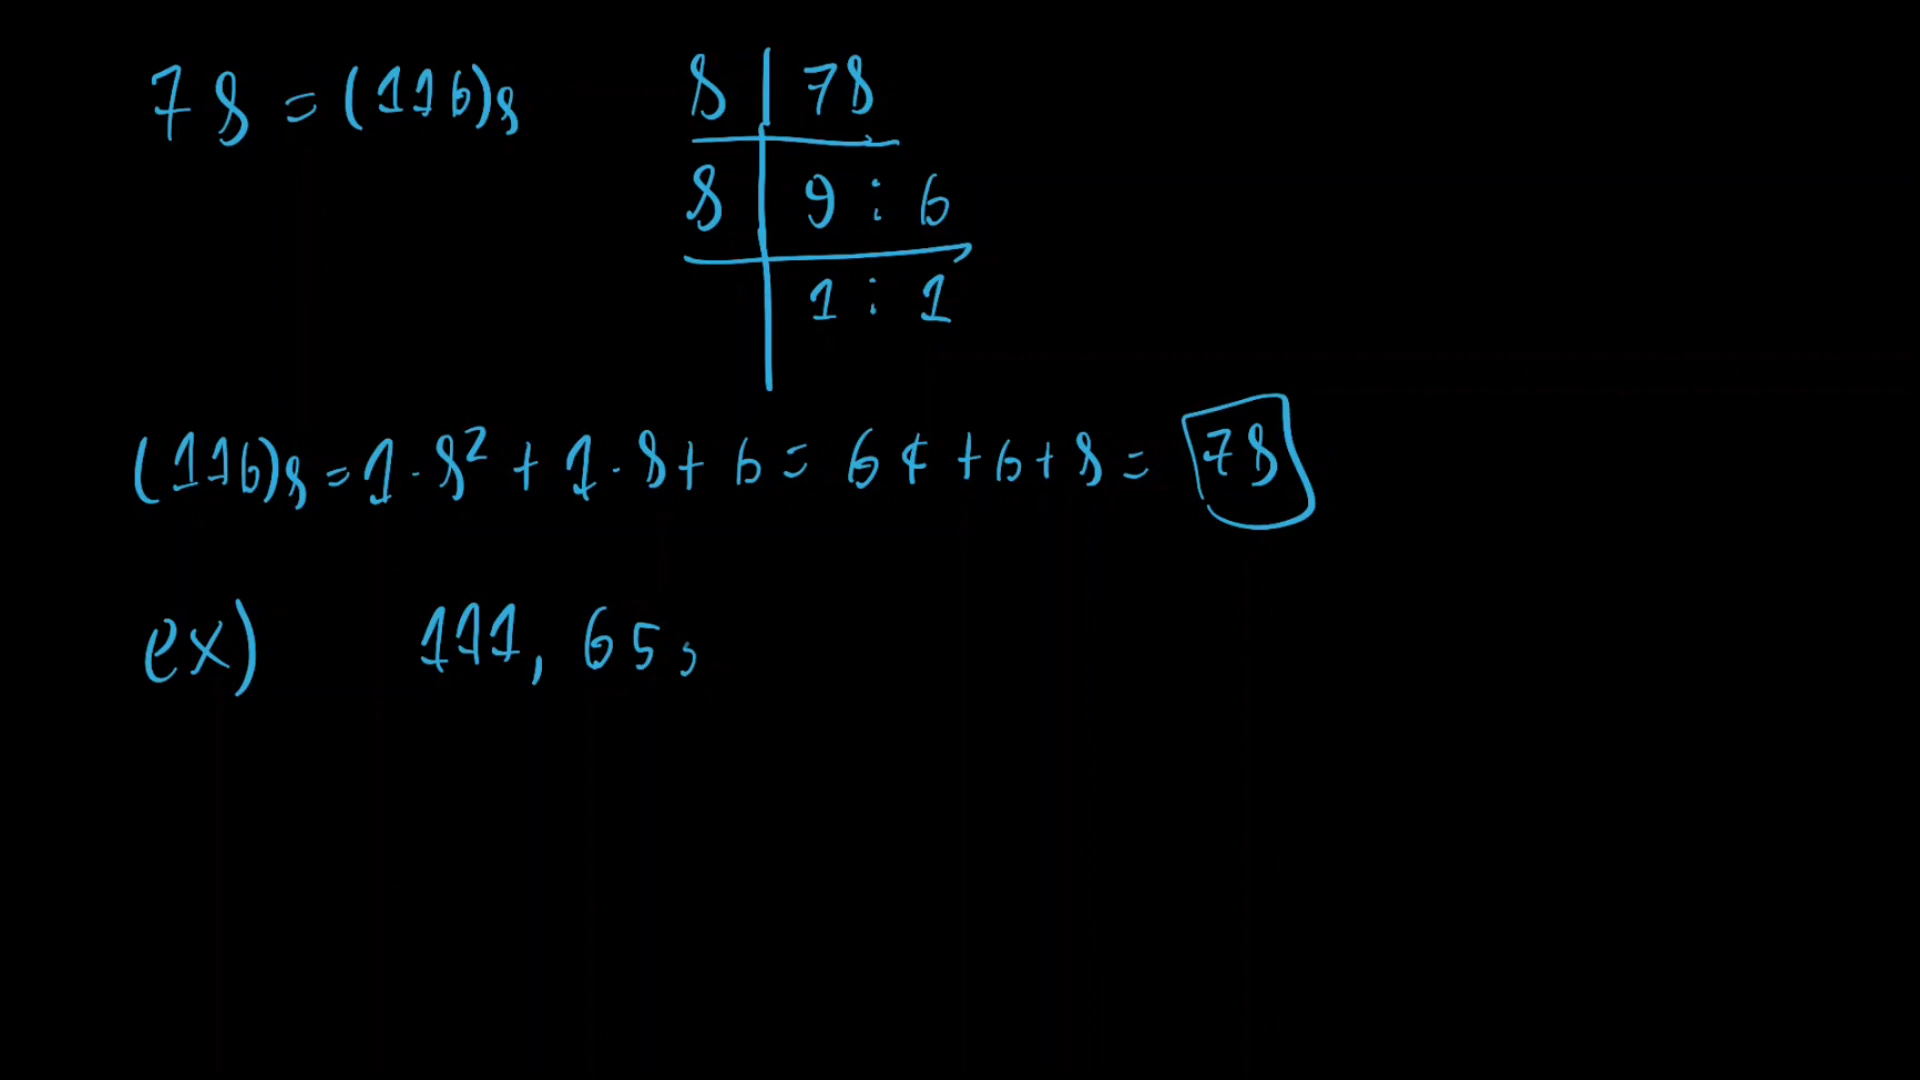 78 = (116)8
8 | 78
8 | 9 : 6
1 : 1
(116)8 = 1 · 8² + 1 · 8 + 6 = 64 + 6 + 8 = 78
ex) 111, 65,